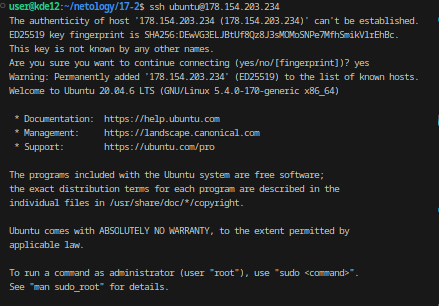 user@kde12:~/netology/17-2$ ssh ubuntu@178.154.203.234
The authenticity of host '178.154.203.234 (178.154.203.234)' can't be established.
ED25519 key fingerprint is SHA256:DEwVG3ELJBtUf8Qz8J3sMOMoSNPe7MfhSmikVlrEhBc.
This key is not known by any other names.
Are you sure you want to continue connecting (yes/no/[fingerprint])? yes
Warning: Permanently added '178.154.203.234' (ED25519) to the list of known hosts.
Welcome to Ubuntu 20.04.6 LTS (GNU/Linux 5.4.0-170-generic x86_64)
* Documentation:  https://help.ubuntu.com
* Management:     https://landscape.canonical.com
* Support:        https://ubuntu.com/pro
The programs included with the Ubuntu system are free software;
the exact distribution terms for each program are described in the
individual files in /usr/share/doc/*/copyright.
Ubuntu comes with ABSOLUTELY NO WARRANTY, to the extent permitted by
applicable law.
To run a command as administrator (user "root"), use "sudo <command>".
See "man sudo_root" for details.